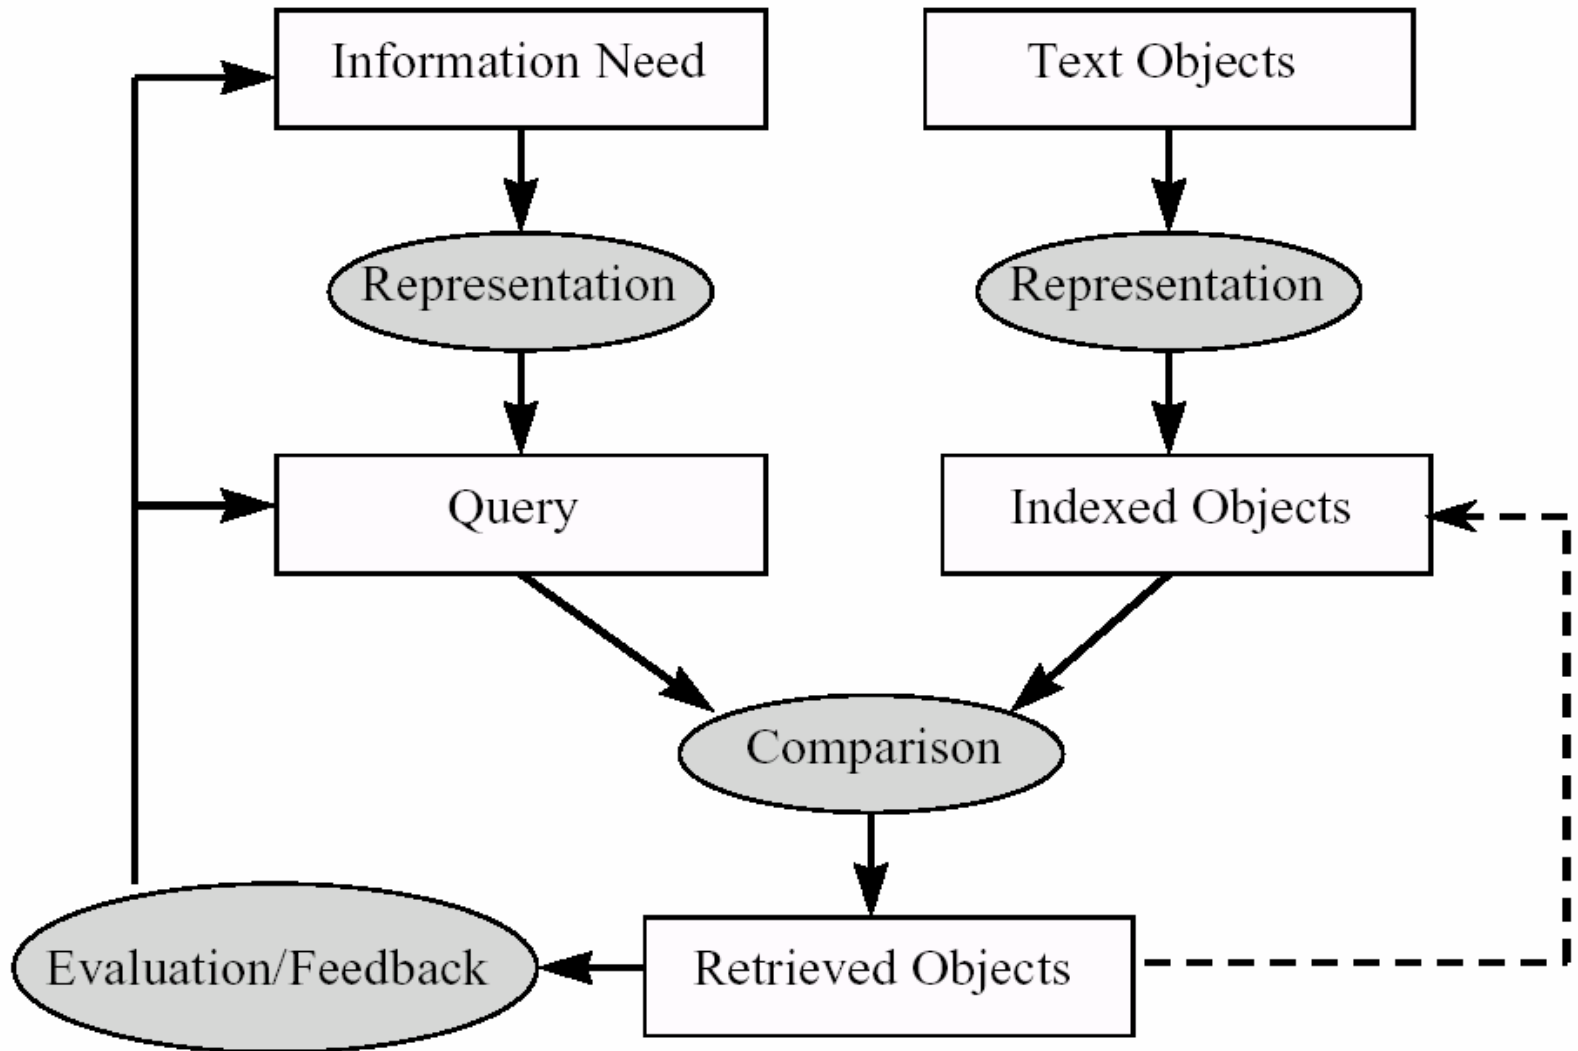 Information Need
Text Objects
Representation
Representation
Query
Indexed Objects
Comparison
Evaluation/Feedback
Retrieved Objects